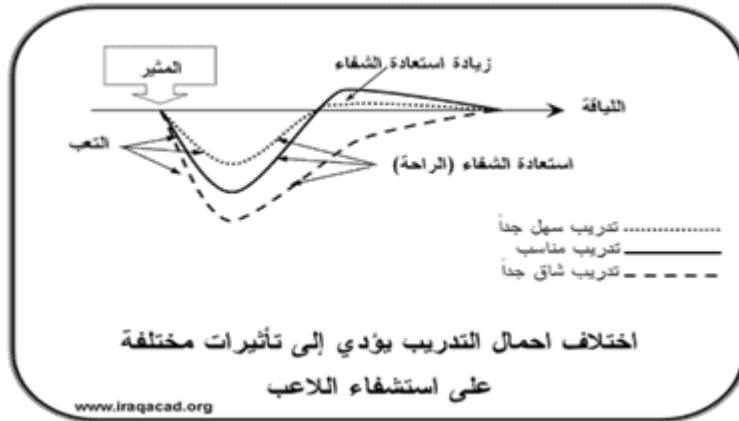 المثير
زيادة استعادة الشفاء
اللياقة
التعب
استعادة الشفاء (الراحة)
تدريب سهل جداً
تدريب مناسب
تدريب شاق جداً
اختلاف احمال التدريب يؤدي إلى تأثيرات مختلفة
على استشفاء اللاعب
www.iraqacad.org